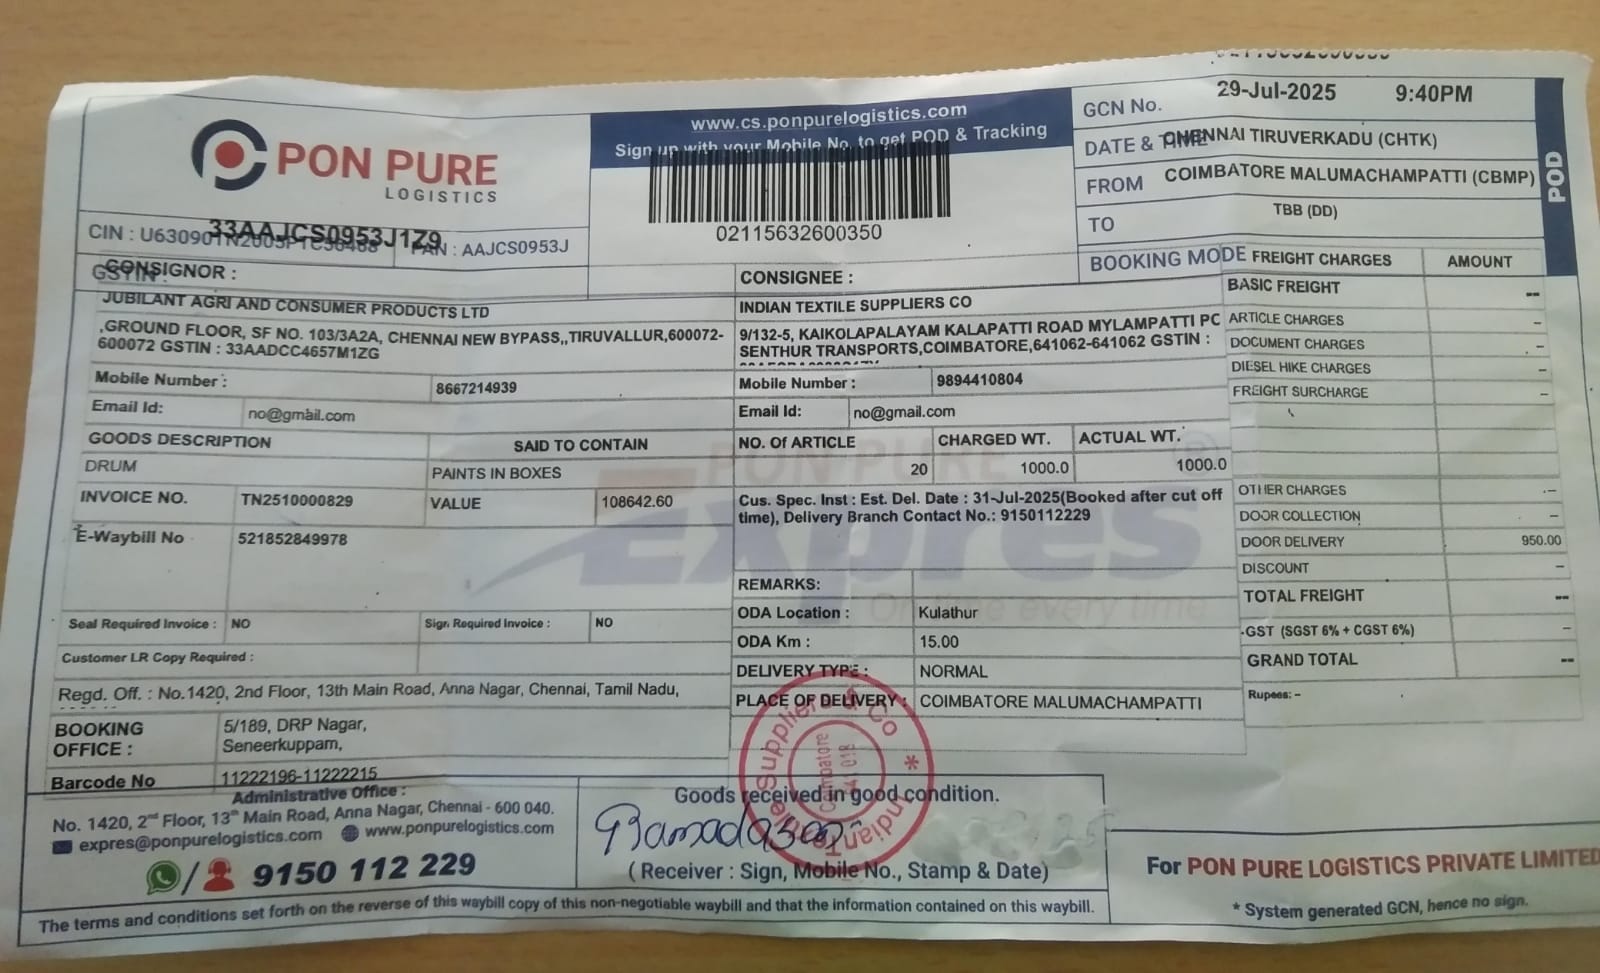 PON PURE
LOGISTICS
www.cs.ponpurelogistics.com
Sign up with your Mobile No. to get POD & Tracking
02115632600350
GCN No.
29-Jul-2025 9:40PM
DATE & TIME
CHENNAI TIRUVERKADU (CHTK)
FROM
COIMBATORE MALUMACHAMPATTI (CBMP)
TO
TBB (DD)
BOOKING MODE
POD
CIN : PAN : AAJCS0953J
33AAJCS0953J1Z9
GSTIN :
CONSIGNOR :
JUBILANT AGRI AND CONSUMER PRODUCTS LTD
,GROUND FLOOR, SF NO. 103/3A2A, CHENNAI NEW BYPASS,,TIRUVALLUR,600072-
600072 GSTIN : 33AADCC4657M1ZG
Mobile Number : 8667214939
Email Id: no@gmail.com
GOODS DESCRIPTION SAID TO CONTAIN
DRUM PAINTS IN BOXES
INVOICE NO. TN2510000829 VALUE 108642.60
E-Waybill No 521852849978
Seal Required Invoice : NO Sign Required Invoice : NO
Customer LR Copy Required :
Regd. Off. : No.1420, 2nd Floor, 13th Main Road, Anna Nagar, Chennai, Tamil Nadu,
BOOKING OFFICE : 5/189, DRP Nagar,
Seneerkuppam,
Barcode No 11222196-11222215
CONSIGNEE :
INDIAN TEXTILE SUPPLIERS CO
9/132-5, KAIKOLAPALAYAM KALAPATTI ROAD MYLAMPATTI PC
SENTHUR TRANSPORTS,COIMBATORE,641062-641062 GSTIN :
Mobile Number : 9894410804
Email Id: no@gmail.com
NO. Of ARTICLE CHARGED WT. ACTUAL WT.
20 1000.0 1000.0
Cus. Spec. Inst : Est. Del. Date : 31-Jul-2025(Booked after cut off
time), Delivery Branch Contact No.: 9150112229
REMARKS:
ODA Location : Kulathur
ODA Km : 15.00
DELIVERY TYPE : NORMAL
PLACE OF DELIVERY : COIMBATORE MALUMACHAMPATTI
PON PURE
Expres
On time every time
FREIGHT CHARGES AMOUNT
BASIC FREIGHT --
ARTICLE CHARGES -
DOCUMENT CHARGES -
DIESEL HIKE CHARGES -
FREIGHT SURCHARGE -
OTHER CHARGES -
DOOR COLLECTION -
DOOR DELIVERY 950.00
DISCOUNT -
TOTAL FREIGHT --
GST (SGST 6% + CGST 6%) -
GRAND TOTAL --
Rupees: -
Administrative Office :
No. 1420, 2nd Floor, 13th Main Road, Anna Nagar, Chennai - 600 040.
expres@ponpurelogistics.com www.ponpurelogistics.com
9150 112 229
Goods received in good condition.
Indian Textile Suppliers & Co
Coimbatore
( Receiver : Sign, Mobile No., Stamp & Date)
For PON PURE LOGISTICS PRIVATE LIMITED
* System generated GCN, hence no sign.
The terms and conditions set forth on the reverse of this waybill copy of this non-negotiable waybill and that the information contained on this waybill.